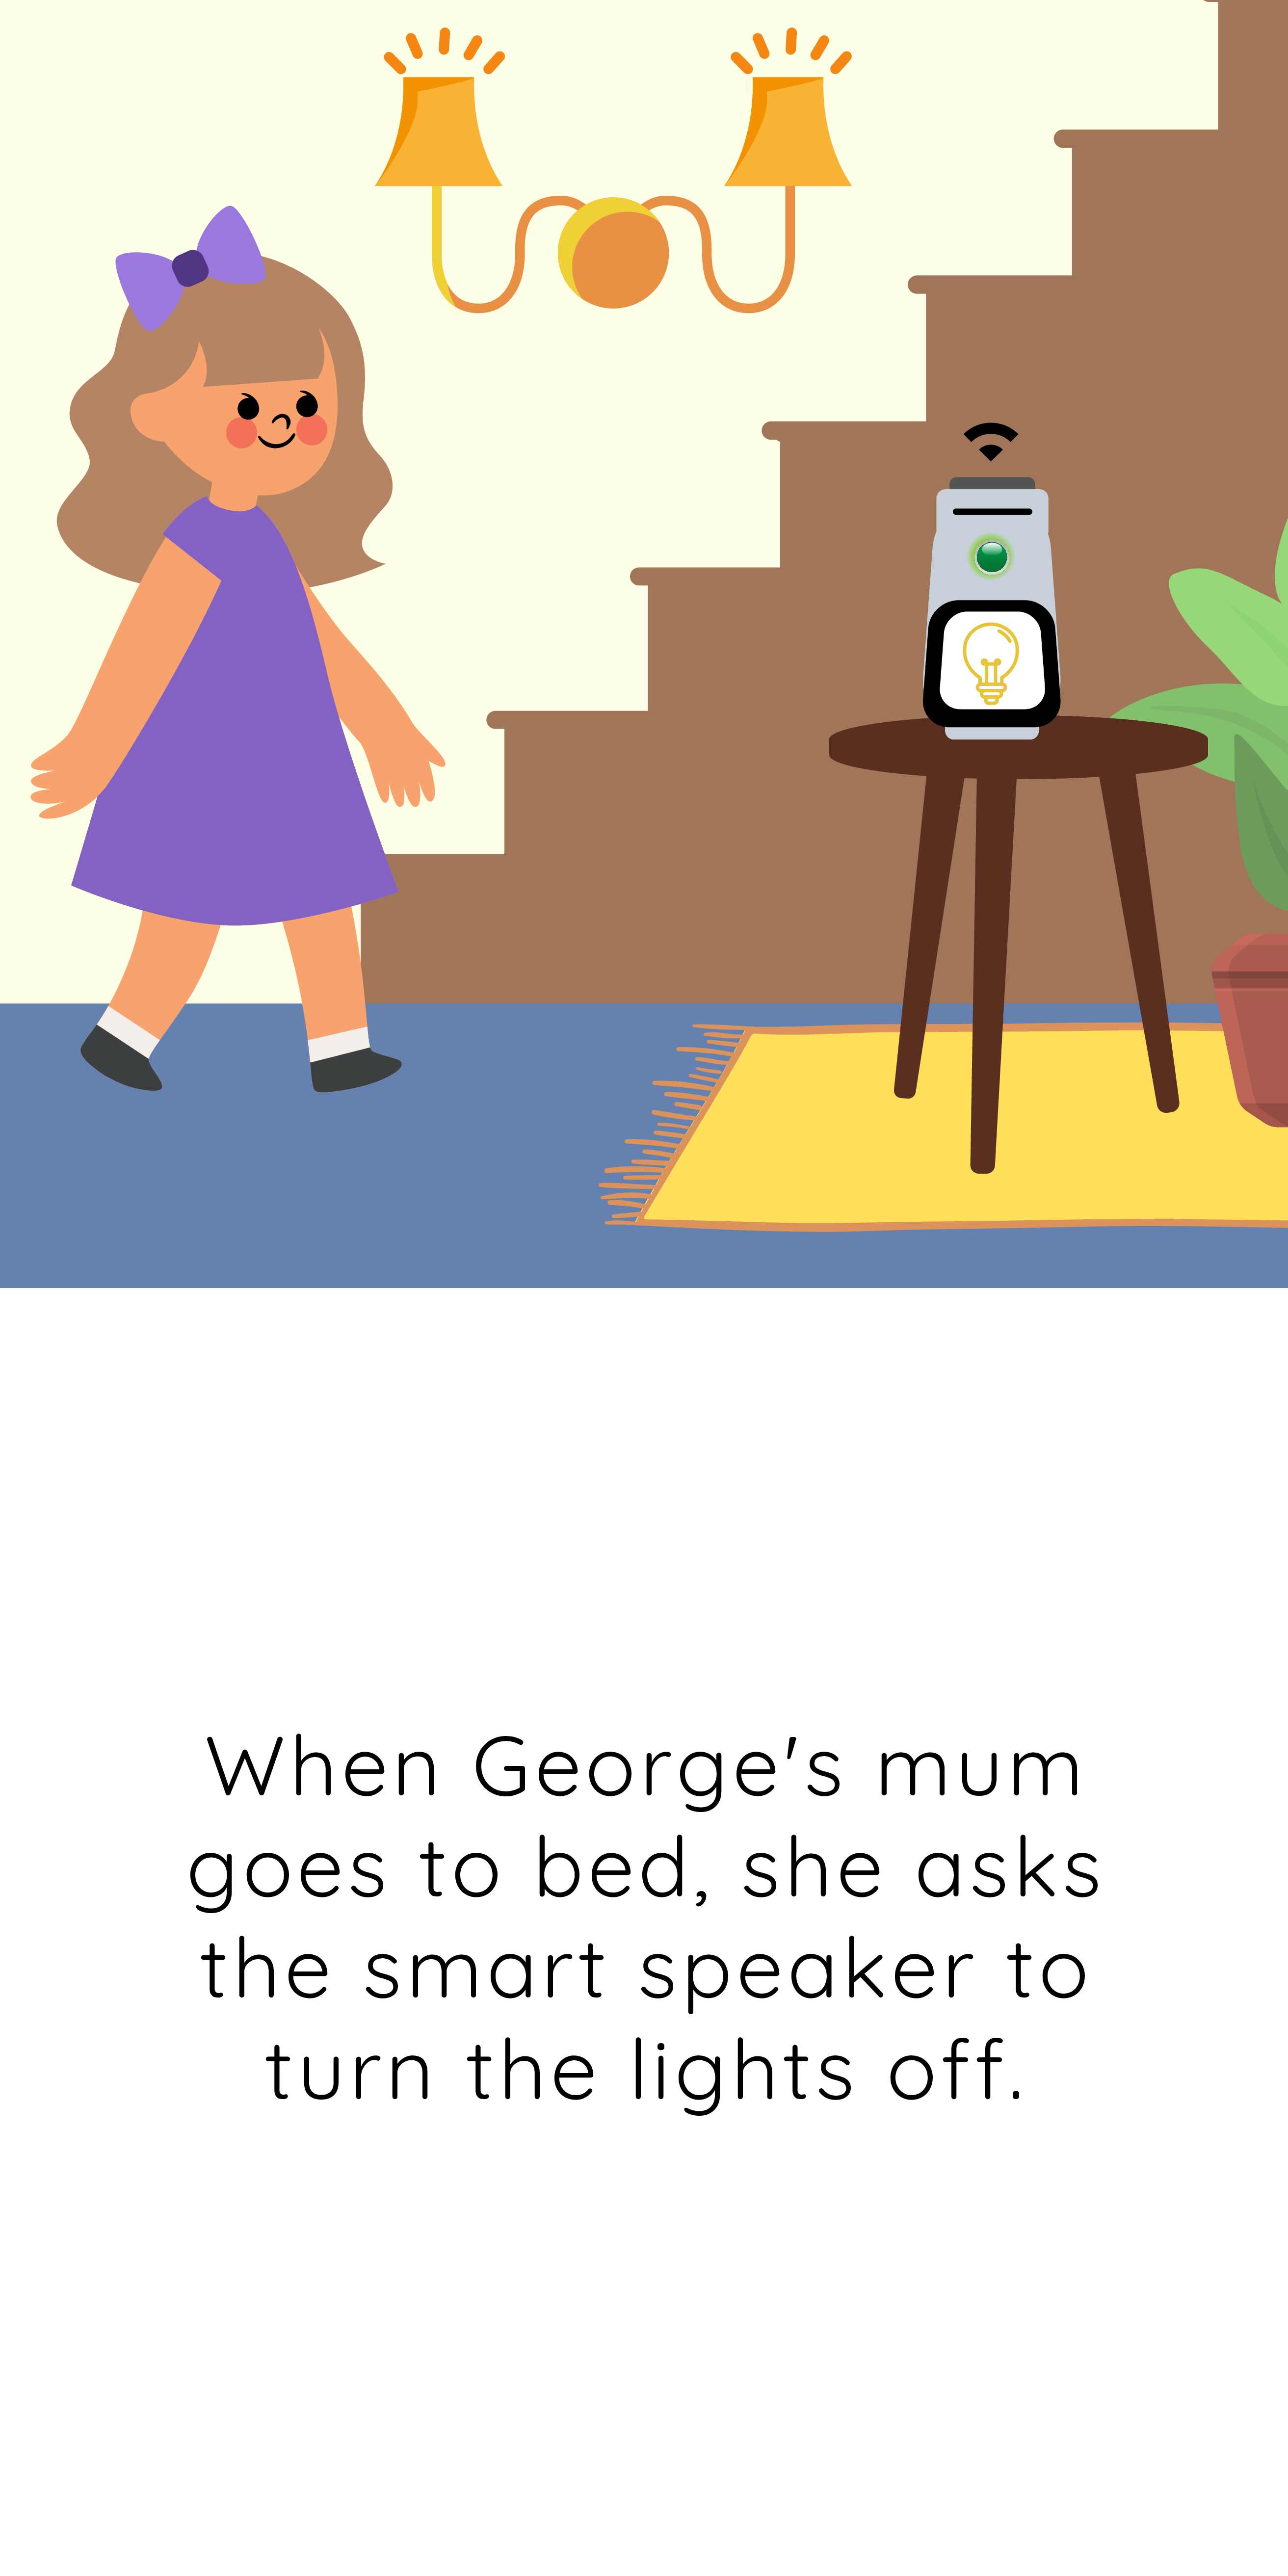 When George's mum
goes to bed, she asks
the smart speaker to
turn the lights off.